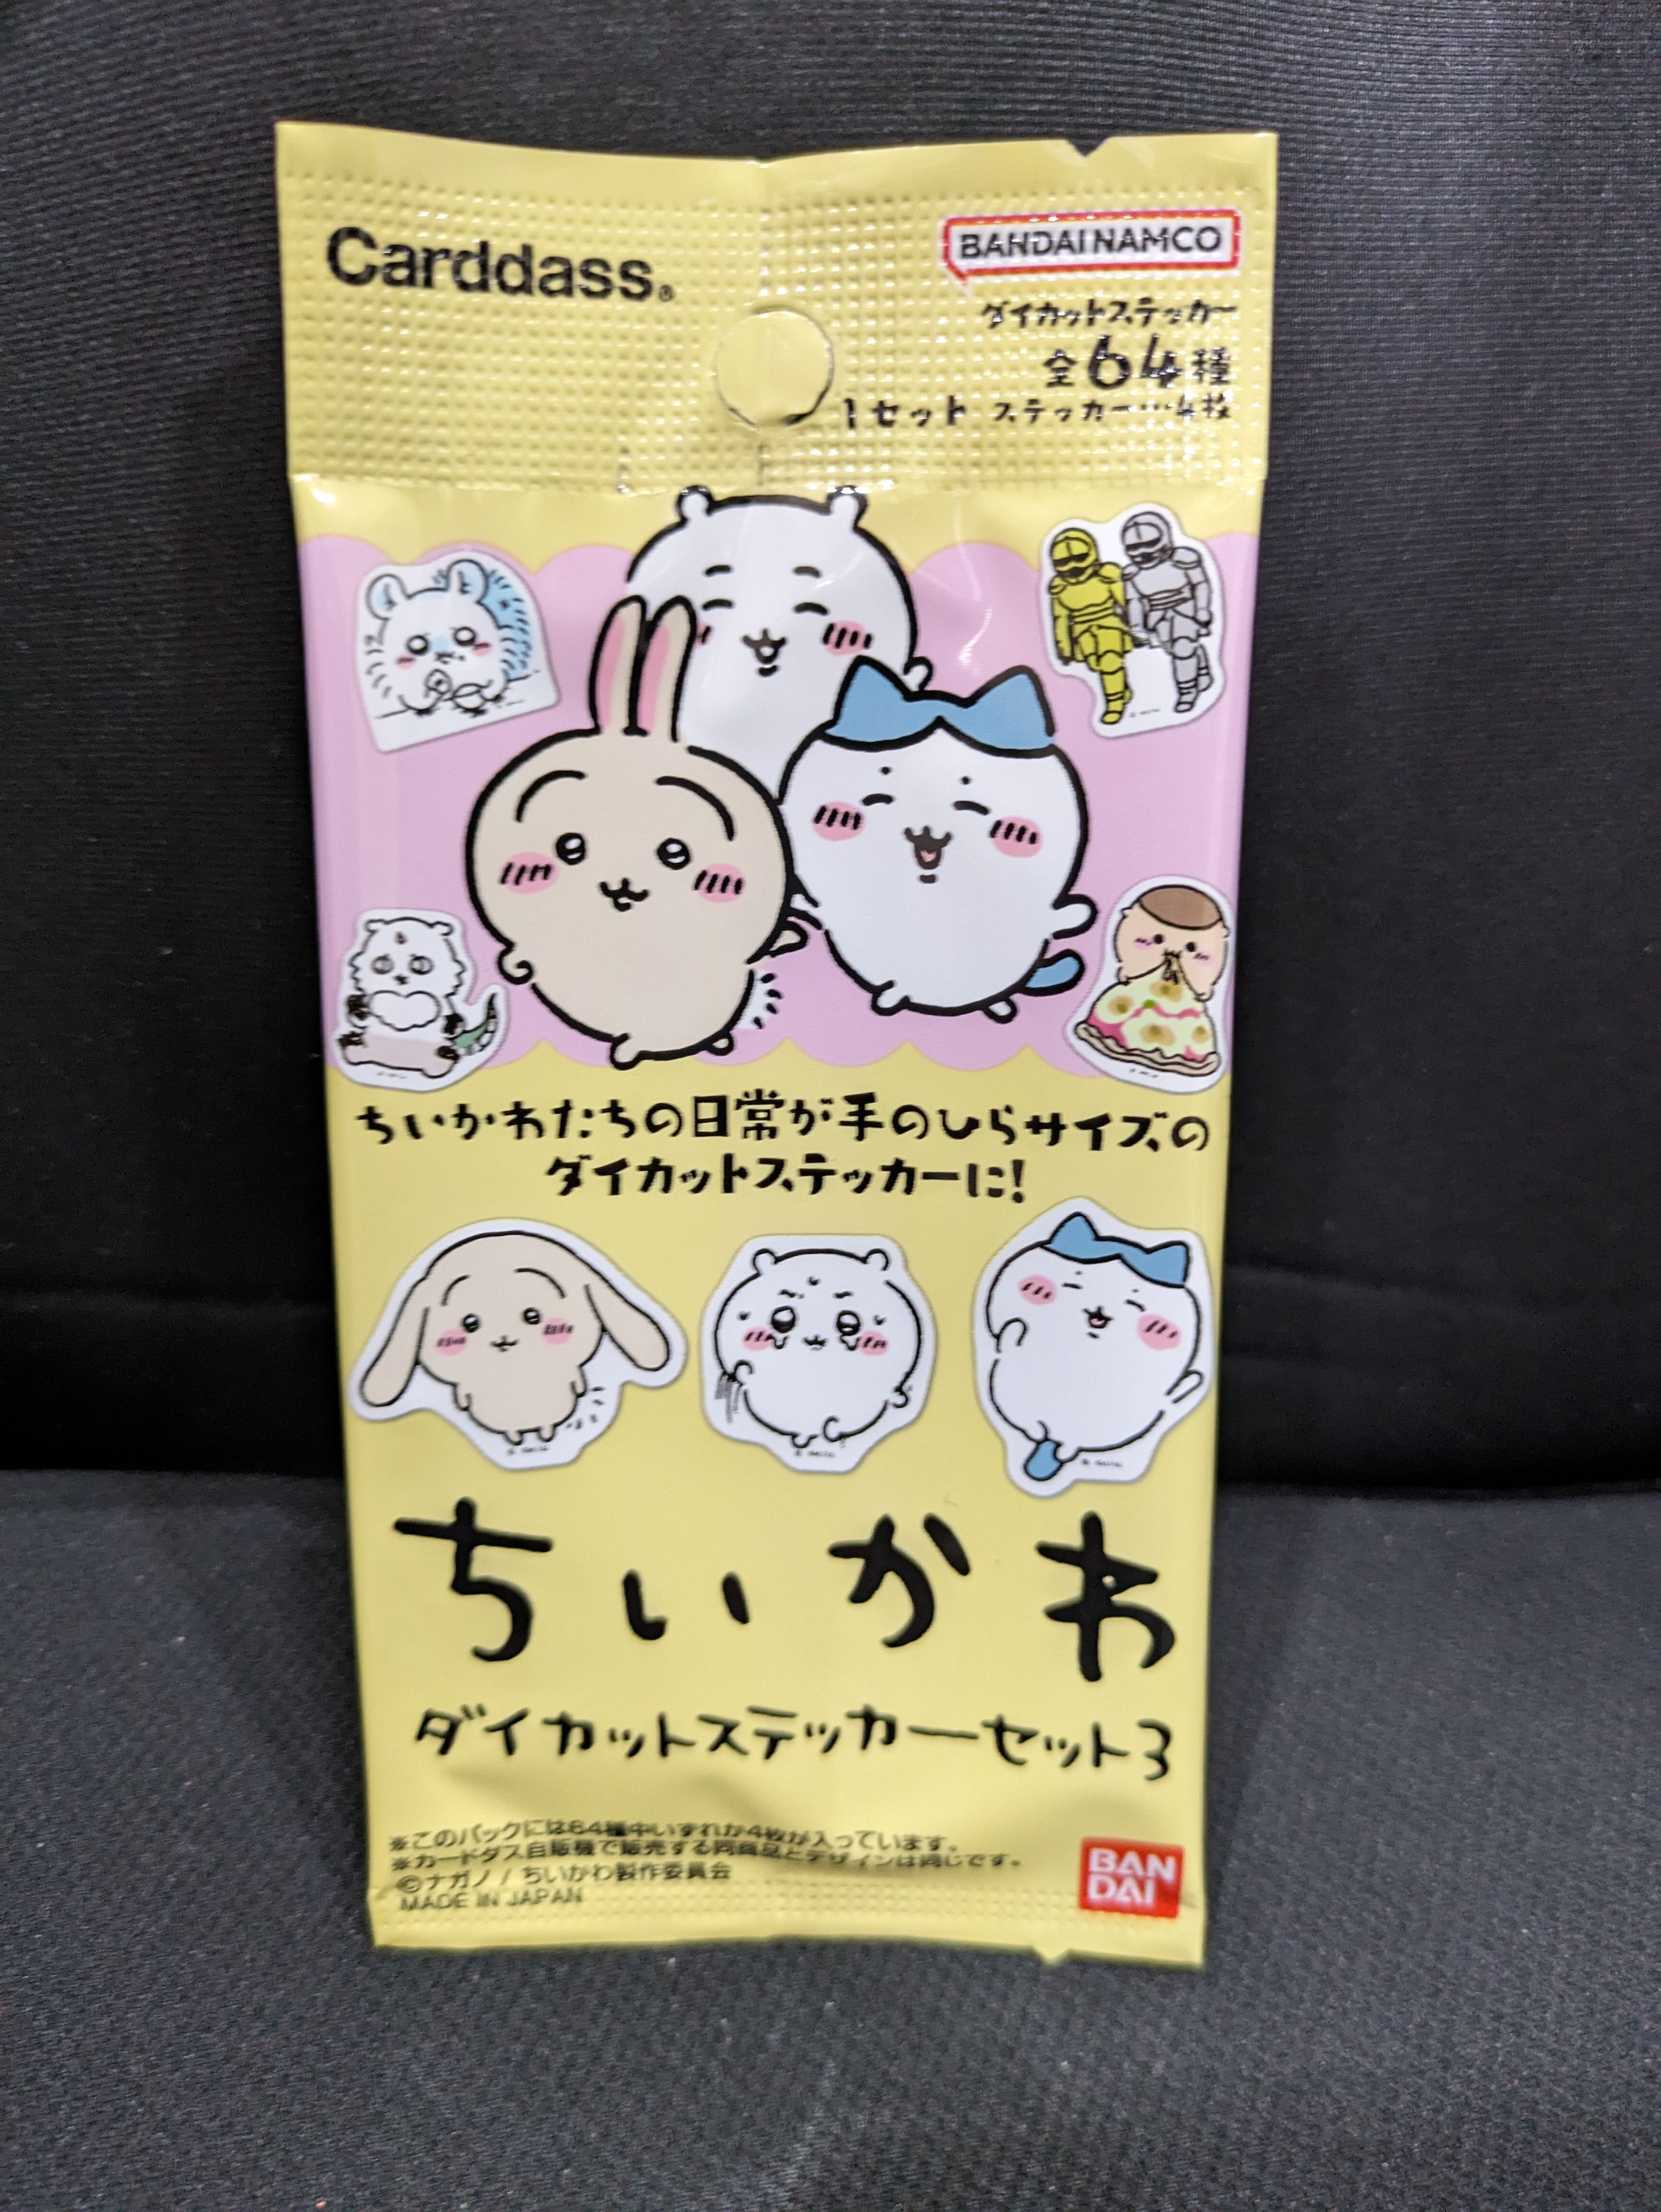 Carddass®
BANDAI NAMCO
ダイカットステッカー
全64種
1セット ステッカー…4枚
ちいかわたちの日常が手のひらサイズの
ダイカットステッカーに!
ちいかわ
ダイカットステッカーセット3
※このパックには64種中いずれか4枚が入っています。
※カードダス自販機で販売する同商品とデザインは同じです。
©ナガノ / ちいかわ製作委員会
MADE IN JAPAN
BAN
DAI